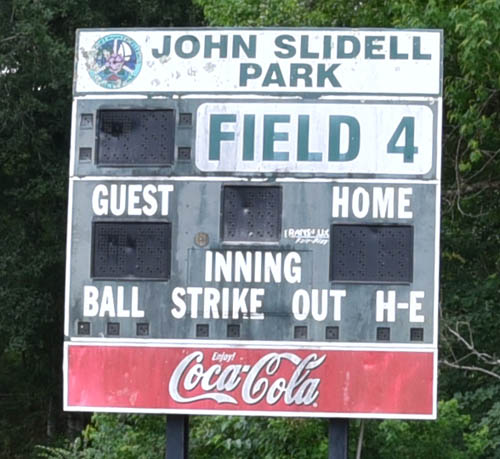 JOHN SLIDELL
PARK
FIELD 4
GUEST
HOME
INNING
BALL STRIKE OUT H-E
Enjoy!
Coca-Cola